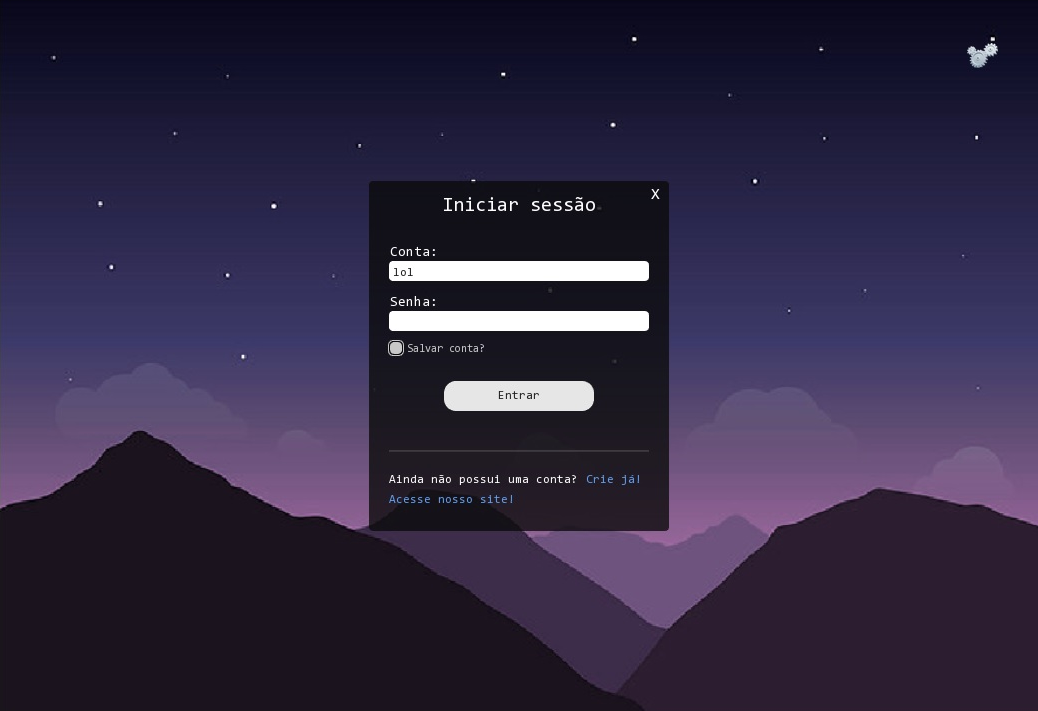 X
Iniciar sessão
Conta:
lol
Senha:
Salvar conta?
Entrar
Ainda não possui uma conta? Crie já!
Acesse nosso site!